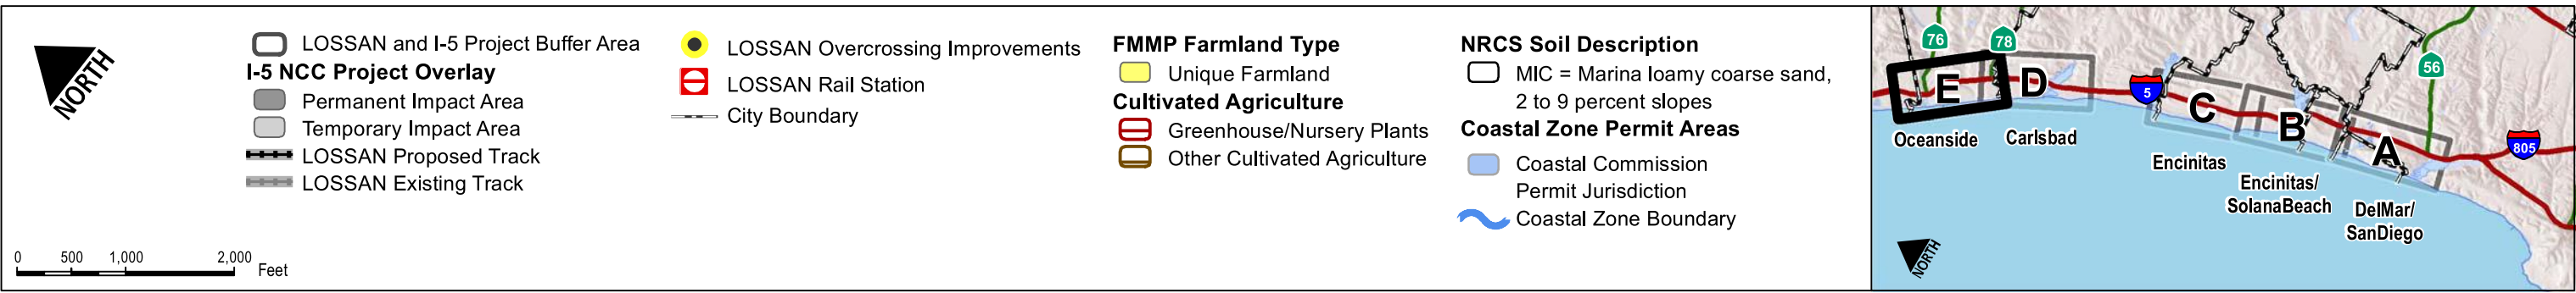 NORTH
0 500 1,000 2,000
Feet
LOSSAN and I-5 Project Buffer Area
I-5 NCC Project Overlay
Permanent Impact Area
Temporary Impact Area
LOSSAN Proposed Track
LOSSAN Existing Track
LOSSAN Overcrossing Improvements
LOSSAN Rail Station
City Boundary
FMMP Farmland Type
Unique Farmland
Cultivated Agriculture
Greenhouse/Nursery Plants
Other Cultivated Agriculture
NRCS Soil Description
MIC = Marina loamy coarse sand,
2 to 9 percent slopes
Coastal Zone Permit Areas
Coastal Commission
Permit Jurisdiction
Coastal Zone Boundary
76
78
56
5
805
E
D
C
B
A
Oceanside
Carlsbad
Encinitas
Encinitas/
SolanaBeach
DelMar/
SanDiego
NORTH